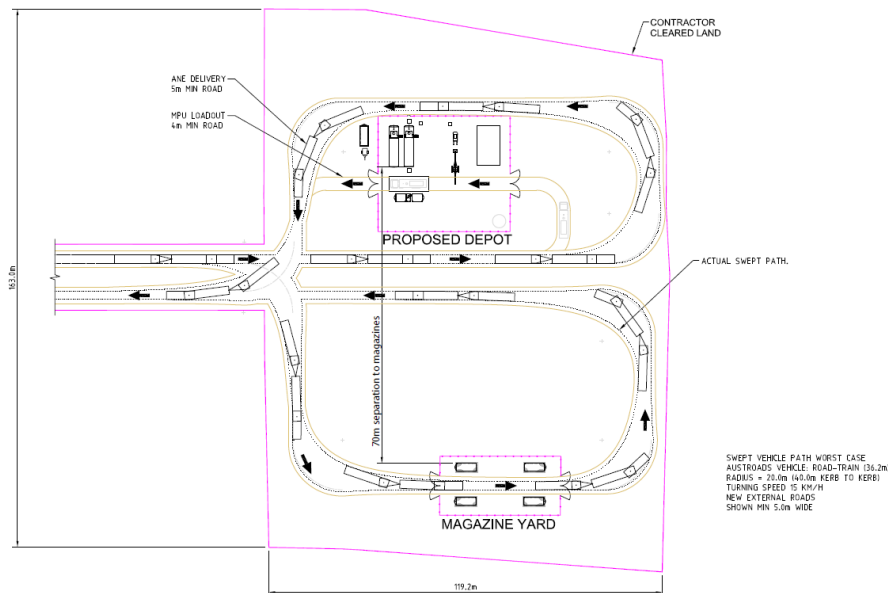 CONTRACTOR
CLEARED LAND
ANE DELIVERY
5m MIN ROAD
MPU LOADOUT
4m MIN ROAD
PROPOSED DEPOT
ACTUAL SWEPT PATH.
163.0m
70m separation to magazines
SWEPT VEHICLE PATH WORST CASE
AUSTROADS VEHICLE: ROAD-TRAIN (36.2m)
RADIUS = 20.0m (40.0m KERB TO KERB)
TURNING SPEED 15 KM/H
NEW EXTERNAL ROADS
SHOWN MIN 5.0m WIDE
MAGAZINE YARD
119.2m